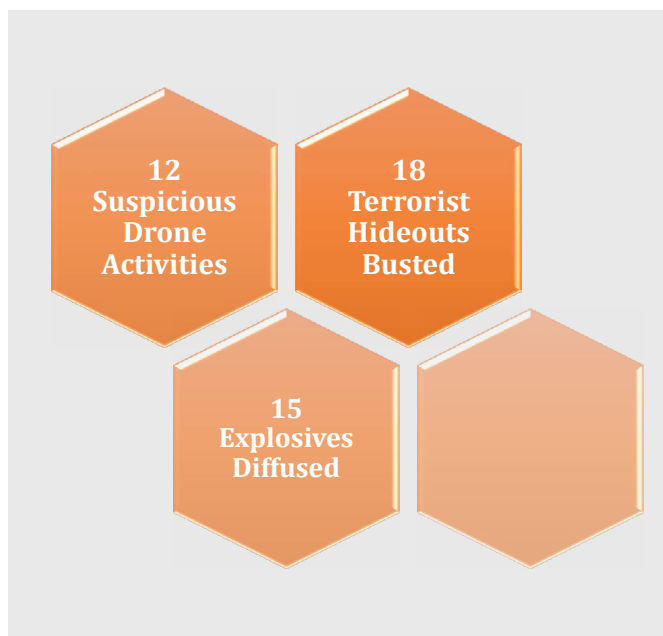 12
Suspicious
Drone
Activities
18
Terrorist
Hideouts
Busted
15
Explosives
Diffused